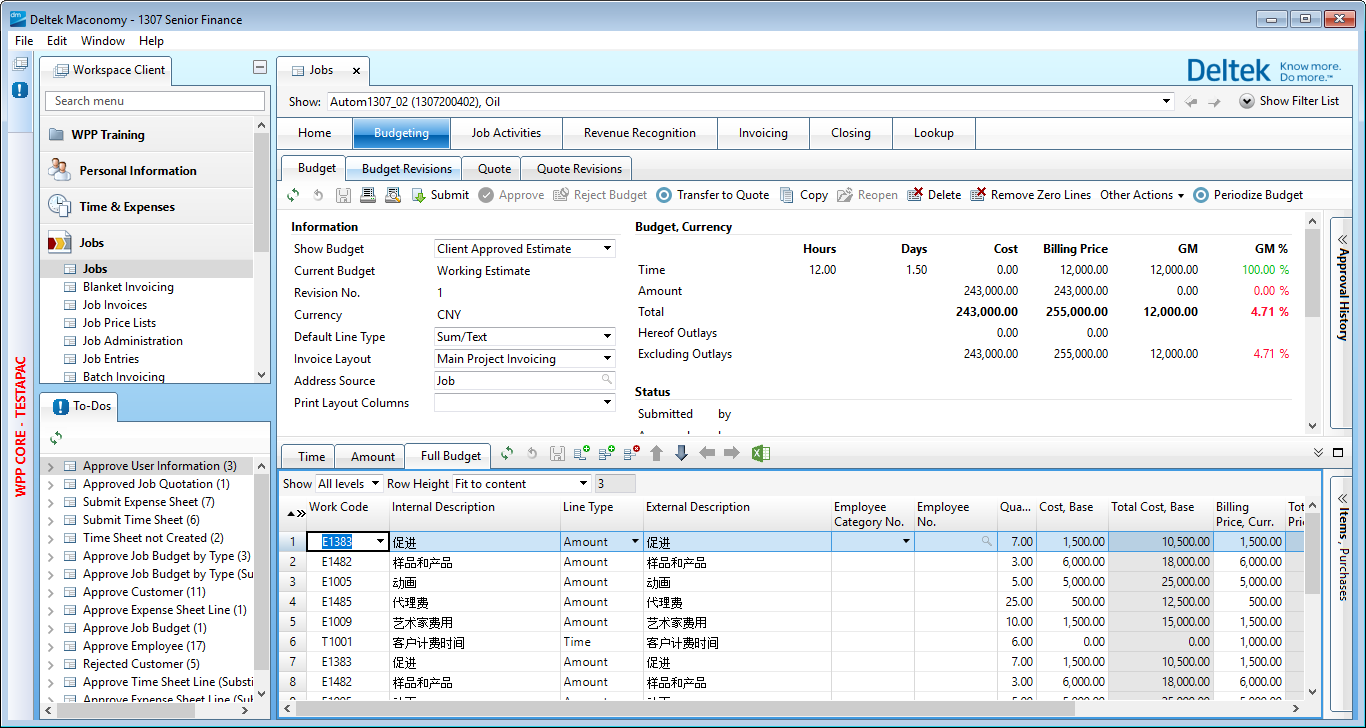 Deltek Maconomy - 1307 Senior Finance
File Edit Window Help
Workspace Client
Search menu
WPP Training
Personal Information
Time & Expenses
Jobs
Jobs
Blanket Invoicing
Job Invoices
Job Price Lists
Job Administration
Job Entries
Batch Invoicing
WPP CORE - TESTAPAC
To-Dos
Approve User Information (3)
Approved Job Quotation (1)
Submit Expense Sheet (7)
Submit Time Sheet (6)
Time Sheet not Created (2)
Approve Job Budget by Type (3)
Approve Job Budget by Type (Su
Approve Customer (11)
Approve Expense Sheet Line (1)
Approve Job Budget (1)
Approve Employee (17)
Rejected Customer (5)
Approve Time Sheet Line (Substi
Approve Expense Sheet Line (Sul
Jobs
Deltek Know more. Do more.™
Show: Autom1307_02 (1307200402), Oil
Show Filter List
Home Budgeting Job Activities Revenue Recognition Invoicing Closing Lookup
Budget Budget Revisions Quote Quote Revisions
Submit Approve Reject Budget Transfer to Quote Copy Reopen Delete Remove Zero Lines Other Actions Periodize Budget
Information
Show Budget Client Approved Estimate
Current Budget Working Estimate
Revision No. 1
Currency CNY
Default Line Type Sum/Text
Invoice Layout Main Project Invoicing
Address Source Job
Print Layout Columns
Budget, Currency
Hours Days Cost Billing Price GM GM %
Time 12.00 1.50 0.00 12,000.00 12,000.00 100.00 %
Amount 243,000.00 243,000.00 0.00 0.00 %
Total 243,000.00 255,000.00 12,000.00 4.71 %
Hereof Outlays 0.00 0.00
Excluding Outlays 243,000.00 255,000.00 12,000.00 4.71 %
Status
Submitted by
Approval History
Time Amount Full Budget
Show All levels Row Height Fit to content 3
Work Code Internal Description Line Type External Description Employee Category No. Employee No. Qua... Cost, Base Total Cost, Base Billing Price, Curr.
1 E1383 促进 Amount 促进 7.00 1,500.00 10,500.00 1,500.00
2 E1482 样品和产品 Amount 样品和产品 3.00 6,000.00 18,000.00 6,000.00
3 E1005 动画 Amount 动画 5.00 5,000.00 25,000.00 5,000.00
4 E1485 代理费 Amount 代理费 25.00 500.00 12,500.00 500.00
5 E1009 艺术家费用 Amount 艺术家费用 10.00 1,500.00 15,000.00 1,500.00
6 T1001 客户计费时间 Time 客户计费时间 6.00 0.00 0.00 1,000.00
7 E1383 促进 Amount 促进 7.00 1,500.00 10,500.00 1,500.00
8 E1482 样品和产品 Amount 样品和产品 3.00 6,000.00 18,000.00 6,000.00
Items , Purchases